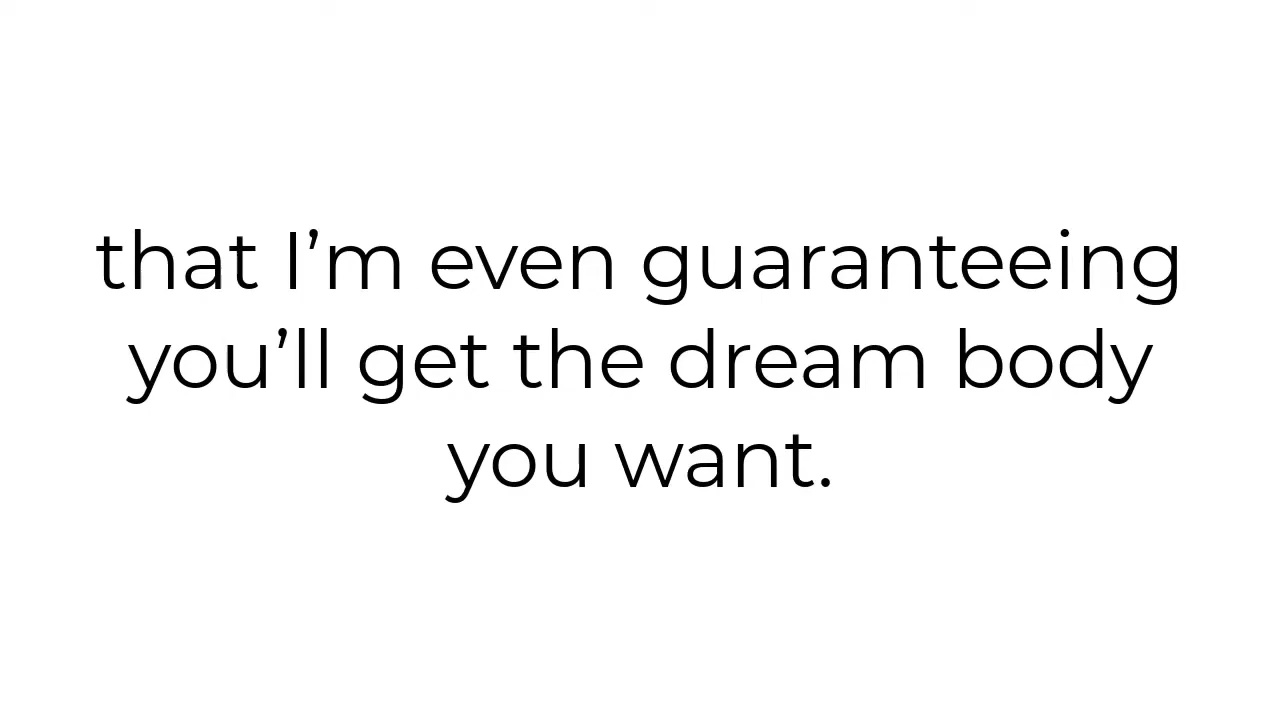 that I’m even guaranteeing
you’ll get the dream body
you want.